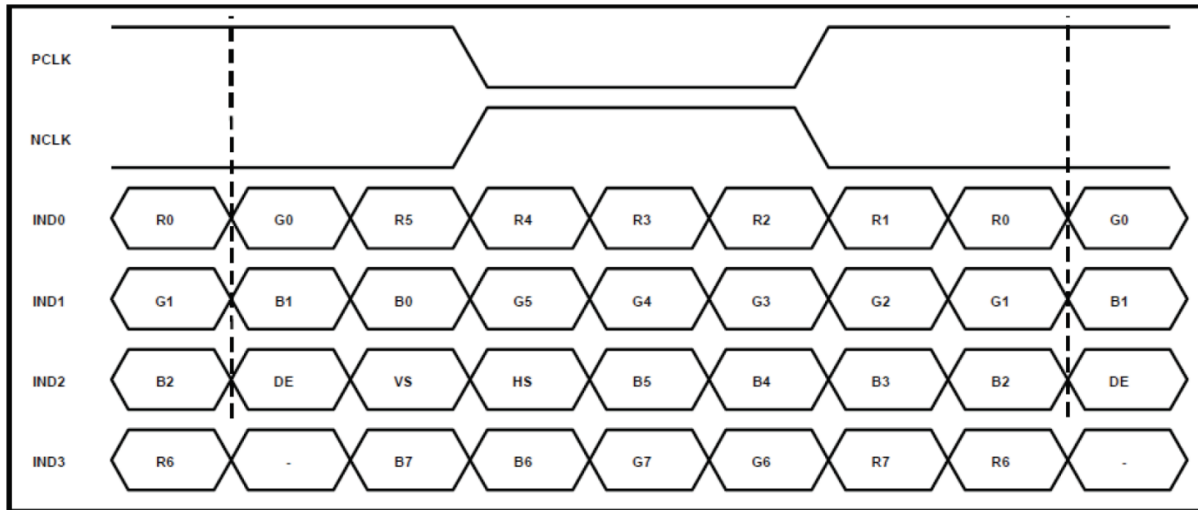 PCLK
NCLK
IND0 R0 G0 R5 R4 R3 R2 R1 R0 G0
IND1 G1 B1 B0 G5 G4 G3 G2 G1 B1
IND2 B2 DE VS HS B5 B4 B3 B2 DE
IND3 R6 - B7 B6 G7 G6 R7 R6 -